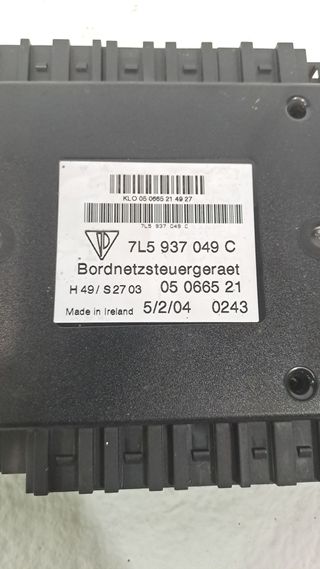 KLO 05 0665 21 49 27
7L5 937 049 C
7L5 937 049 C
Bordnetzsteuergeraet
H 49 / S 27 03 05 0665 21
Made in Ireland 5/2/04 0243